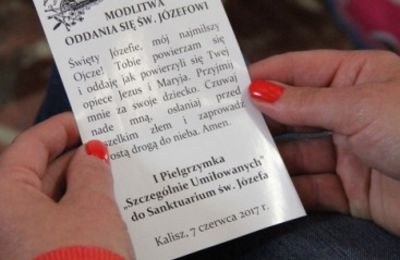 MODLITWA
ODDANIA SIĘ ŚW. JÓZEFOWI
Święty Józefie, mój najmilszy
Ojcze! Tobie powierzam się
i oddaję jak powierzyli się Twej
opiece Jezus i Maryja. Przyjmij
mnie za swoje dziecko. Czuwaj
nade mną, osłaniaj przed
szelkim złem i zaprowadź
ostą drogą do nieba. Amen.
I Pielgrzymka
„Szczególnie Umiłowanych"
do Sanktuarium św. Józefa
Kalisz, 7 czerwca 2017 r.